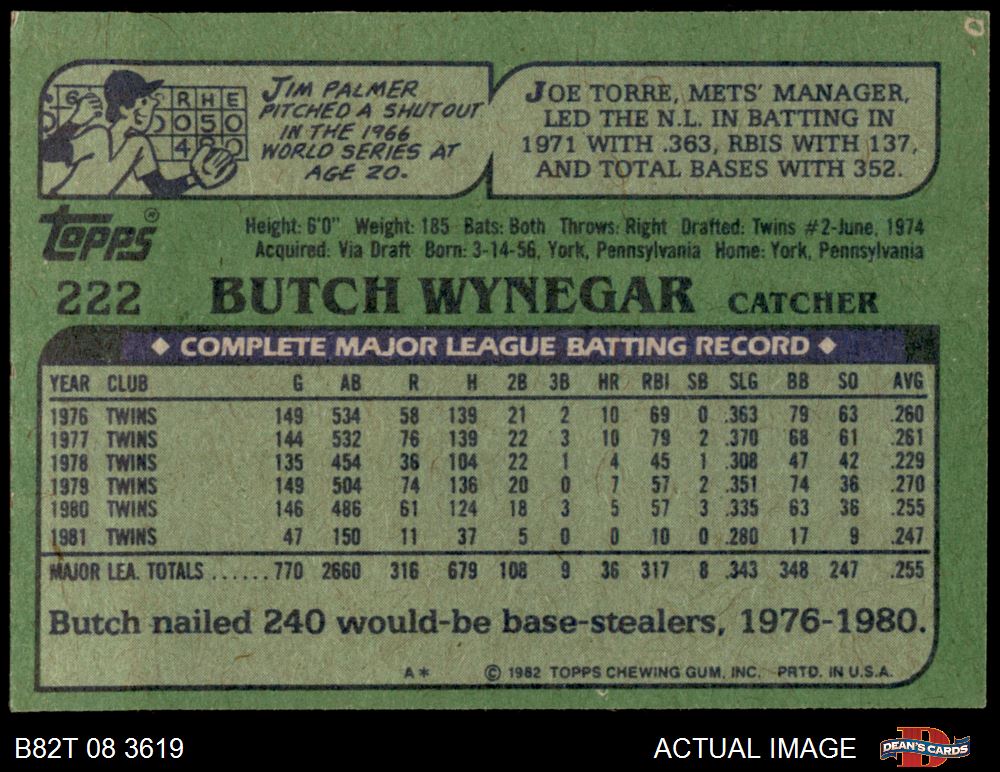 JIM PALMER
PITCHED A SHUTOUT
IN THE 1966
WORLD SERIES AT
AGE 20.
R H E
0 5 0
JOE TORRE, METS' MANAGER,
LED THE N.L. IN BATTING IN
1971 WITH .363, RBIS WITH 137,
AND TOTAL BASES WITH 352.
Topps®
Height: 6'0" Weight: 185 Bats: Both Throws: Right Drafted: Twins #2-June, 1974
Acquired: Via Draft Born: 3-14-56, York, Pennsylvania Home: York, Pennsylvania
222 BUTCH WYNEGAR CATCHER
◆ COMPLETE MAJOR LEAGUE BATTING RECORD ◆
YEAR CLUB G AB R H 2B 3B HR RBI SB SLG BB SO AVG
1976 TWINS 149 534 58 139 21 2 10 69 0 .363 79 63 .260
1977 TWINS 144 532 76 139 22 3 10 79 2 .370 68 61 .261
1978 TWINS 135 454 36 104 22 1 4 45 1 .308 47 42 .229
1979 TWINS 149 504 74 136 20 0 7 57 2 .351 74 36 .270
1980 TWINS 146 486 61 124 18 3 5 57 3 .335 63 36 .255
1981 TWINS 47 150 11 37 5 0 0 10 0 .280 17 9 .247
MAJOR LEA. TOTALS ...... 770 2660 316 679 108 9 36 317 8 .343 348 247 .255
Butch nailed 240 would-be base-stealers, 1976-1980.
A* © 1982 TOPPS CHEWING GUM, INC. PRTD. IN U.S.A.
B82T 08 3619
ACTUAL IMAGE
DEAN'S CARDS